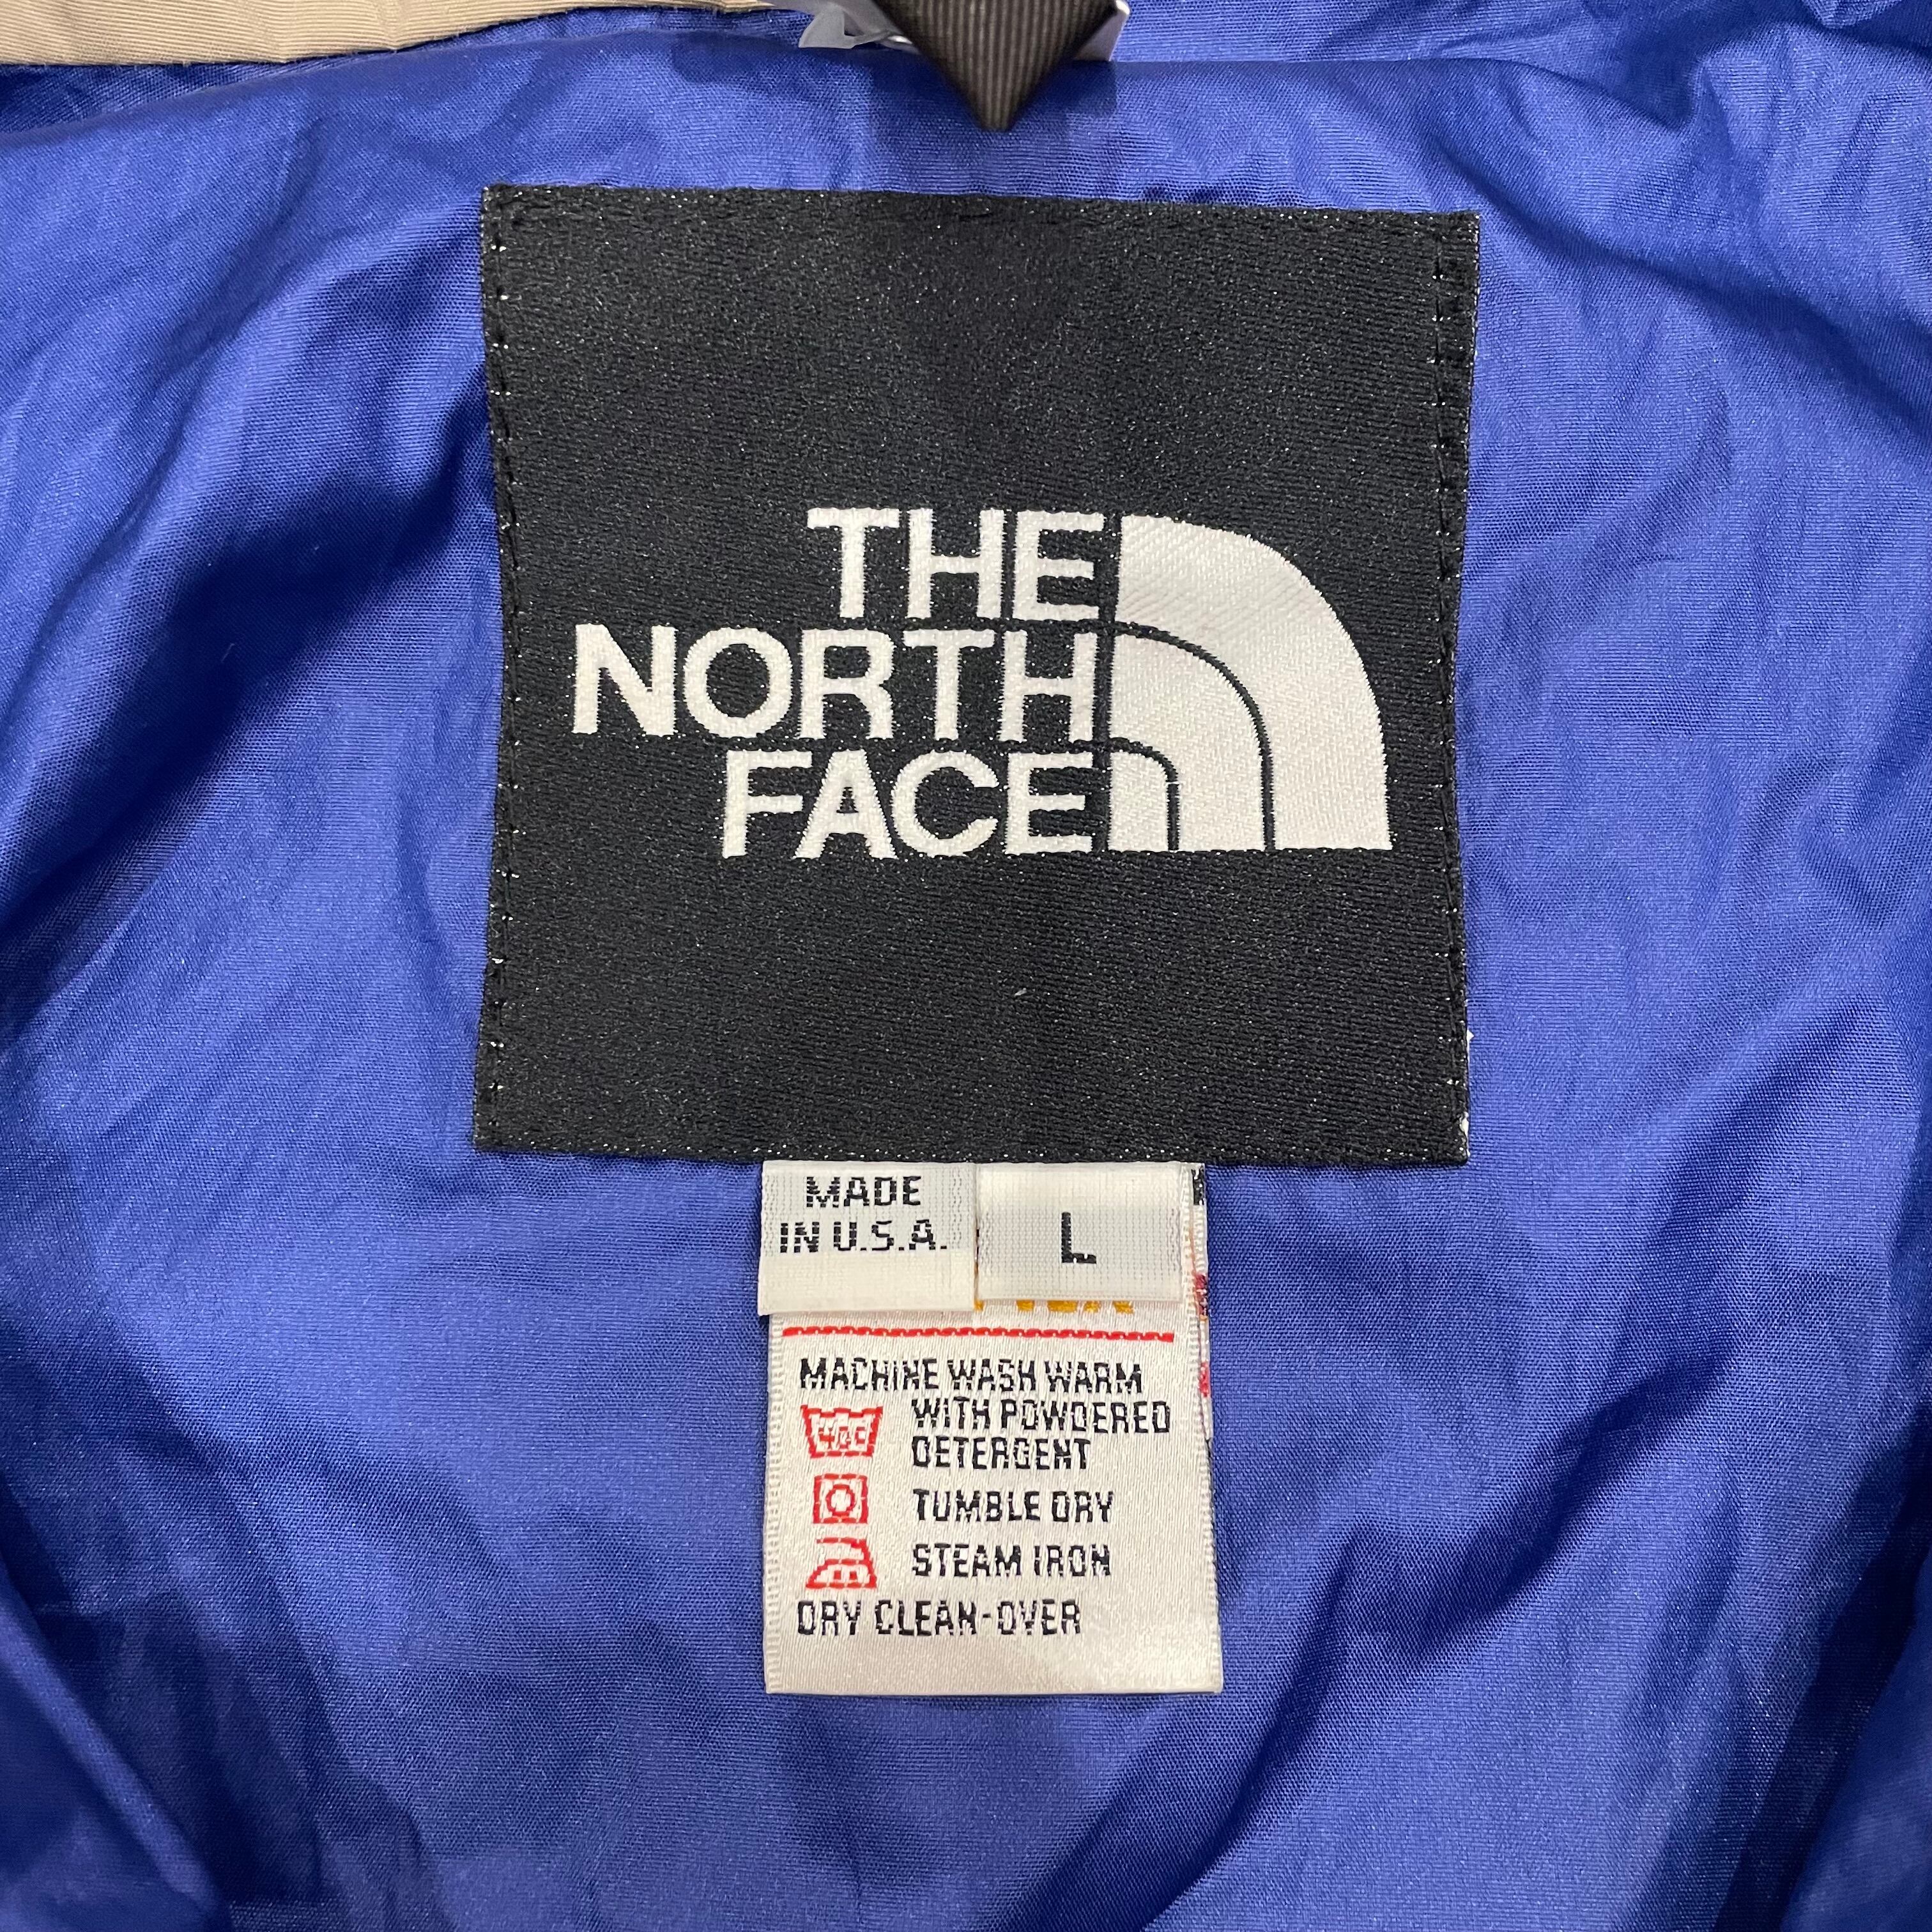 THE
NORTH
FACE
MADE
IN U.S.A.
L
MACHINE WASH WARM
WITH POWDERED
DETERGENT
TUMBLE DRY
STEAM IRON
DRY CLEAN-OVER